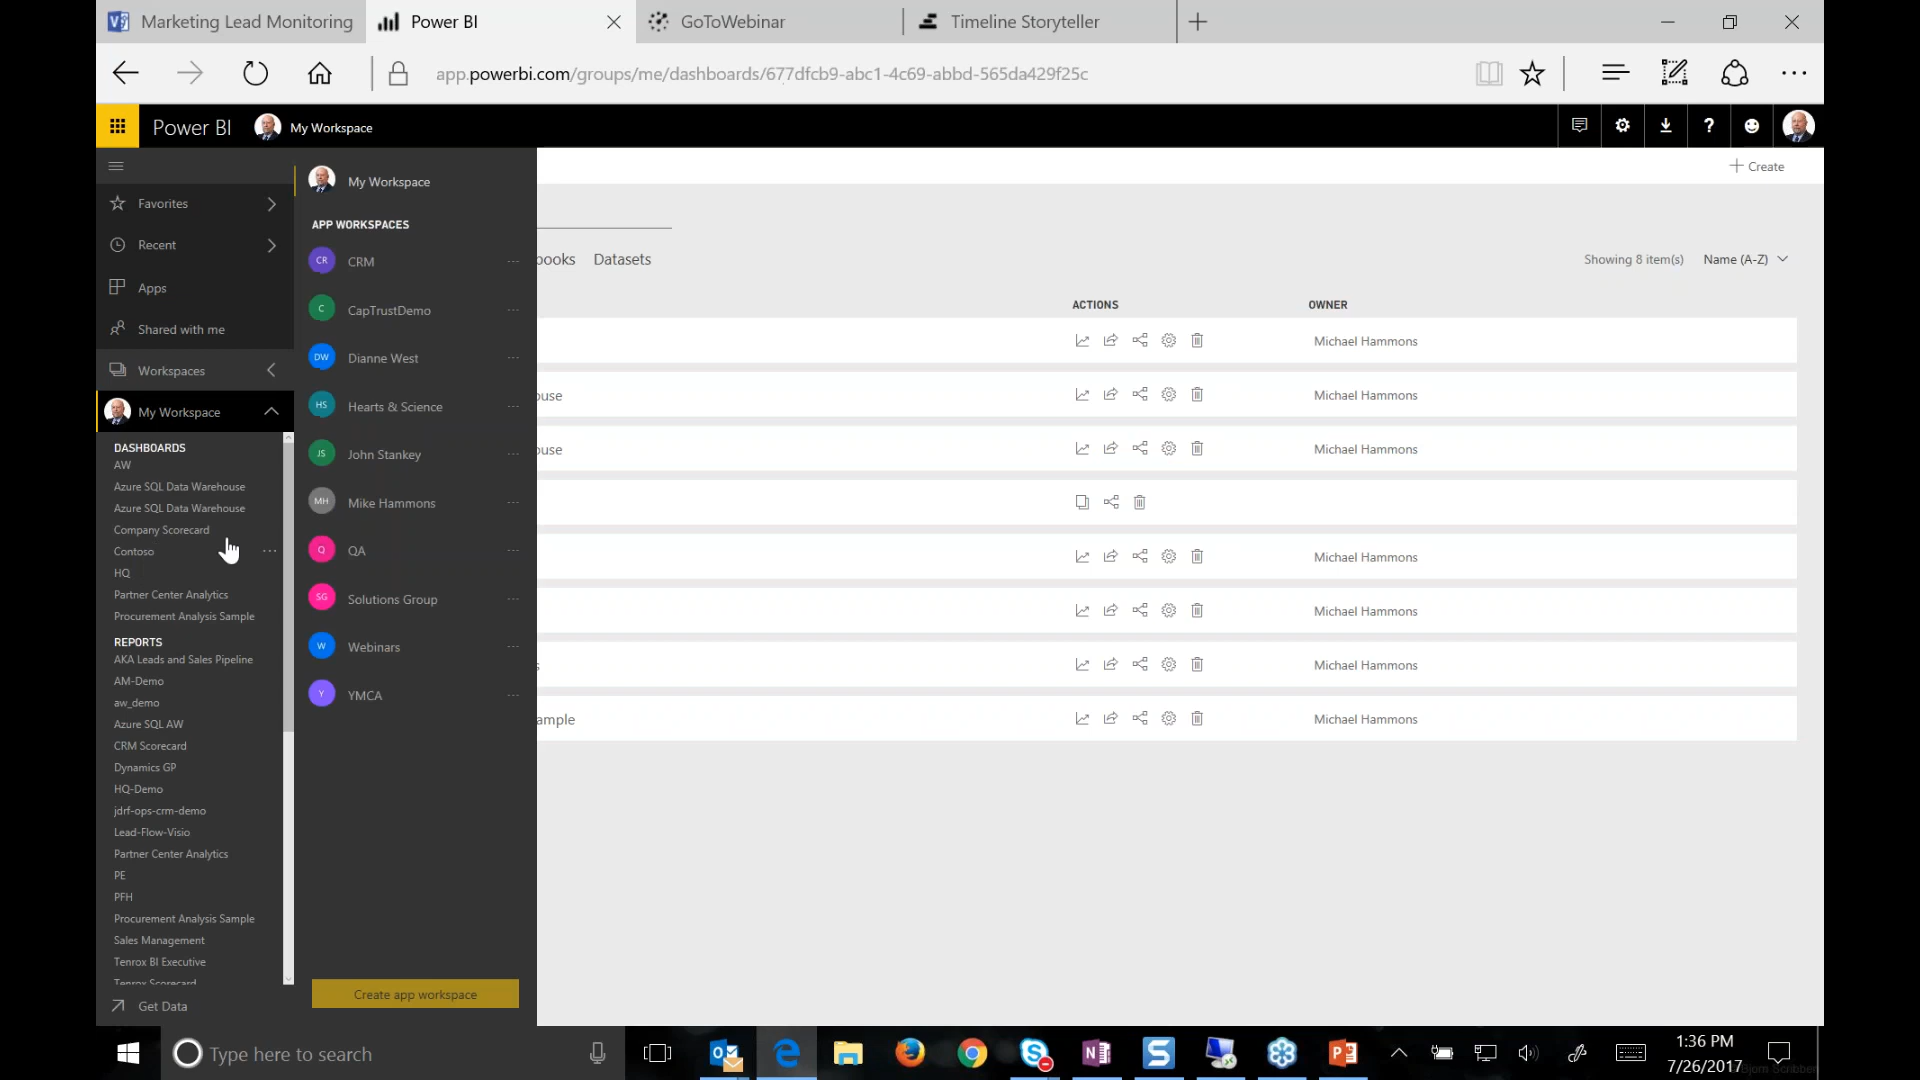 Marketing Lead Monitoring
Power BI
GoToWebinar
Timeline Storyteller
app.powerbi.com/groups/me/dashboards/677dfcb9-abc1-4c69-abbd-565da429f25c
Power BI
My Workspace
Create
Favorites
Recent
Apps
Shared with me
Workspaces
My Workspace
DASHBOARDS
AW
Azure SQL Data Warehouse
Azure SQL Data Warehouse
Company Scorecard
Contoso
HQ
Partner Center Analytics
Procurement Analysis Sample
REPORTS
AKA Leads and Sales Pipeline
AM-Demo
aw_demo
Azure SQL AW
CRM Scorecard
Dynamics GP
HQ-Demo
jdrf-ops-crm-demo
Lead-Flow-Visio
Partner Center Analytics
PE
PFH
Procurement Analysis Sample
Sales Management
Tenrox BI Executive
Tenrox Scorecard
Get Data
My Workspace
APP WORKSPACES
CR CRM
C CapTrustDemo
DW Dianne West
HS Hearts & Science
JS John Stankey
MH Mike Hammons
Q QA
SG Solutions Group
W Webinars
Y YMCA
Create app workspace
books Datasets
Showing 8 item(s) Name (A-Z)
ACTIONS OWNER
Michael Hammons
ouse Michael Hammons
ouse Michael Hammons
Michael Hammons
Michael Hammons
s Michael Hammons
ample Michael Hammons
Type here to search
1:36 PM
7/26/2017